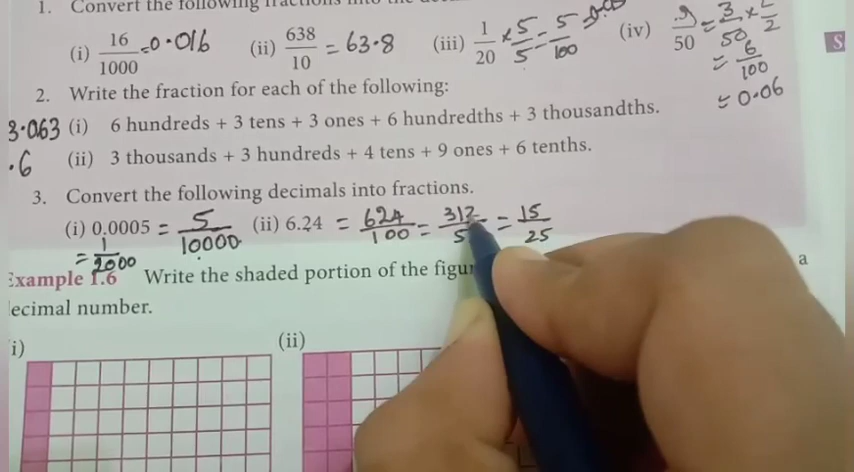 1. Convert the following fractions into the
(i) 16/1000 =0.016 (ii) 638/10 = 63.8 (iii) 1/20 × 5/5 = 5/100 = (iv) /50 = 3/50 × 2/2
= 6/100
= 0.06
2. Write the fraction for each of the following:
3.063 (i) 6 hundreds + 3 tens + 3 ones + 6 hundredths + 3 thousandths.
.6 (ii) 3 thousands + 3 hundreds + 4 tens + 9 ones + 6 tenths.
3. Convert the following decimals into fractions.
(i) 0.0005 = 5/10000 (ii) 6.24 = 624/100 = 312/5 = 15/25
= 1/2000
Example 1.6 Write the shaded portion of the figu a
decimal number.
i) (ii)
S